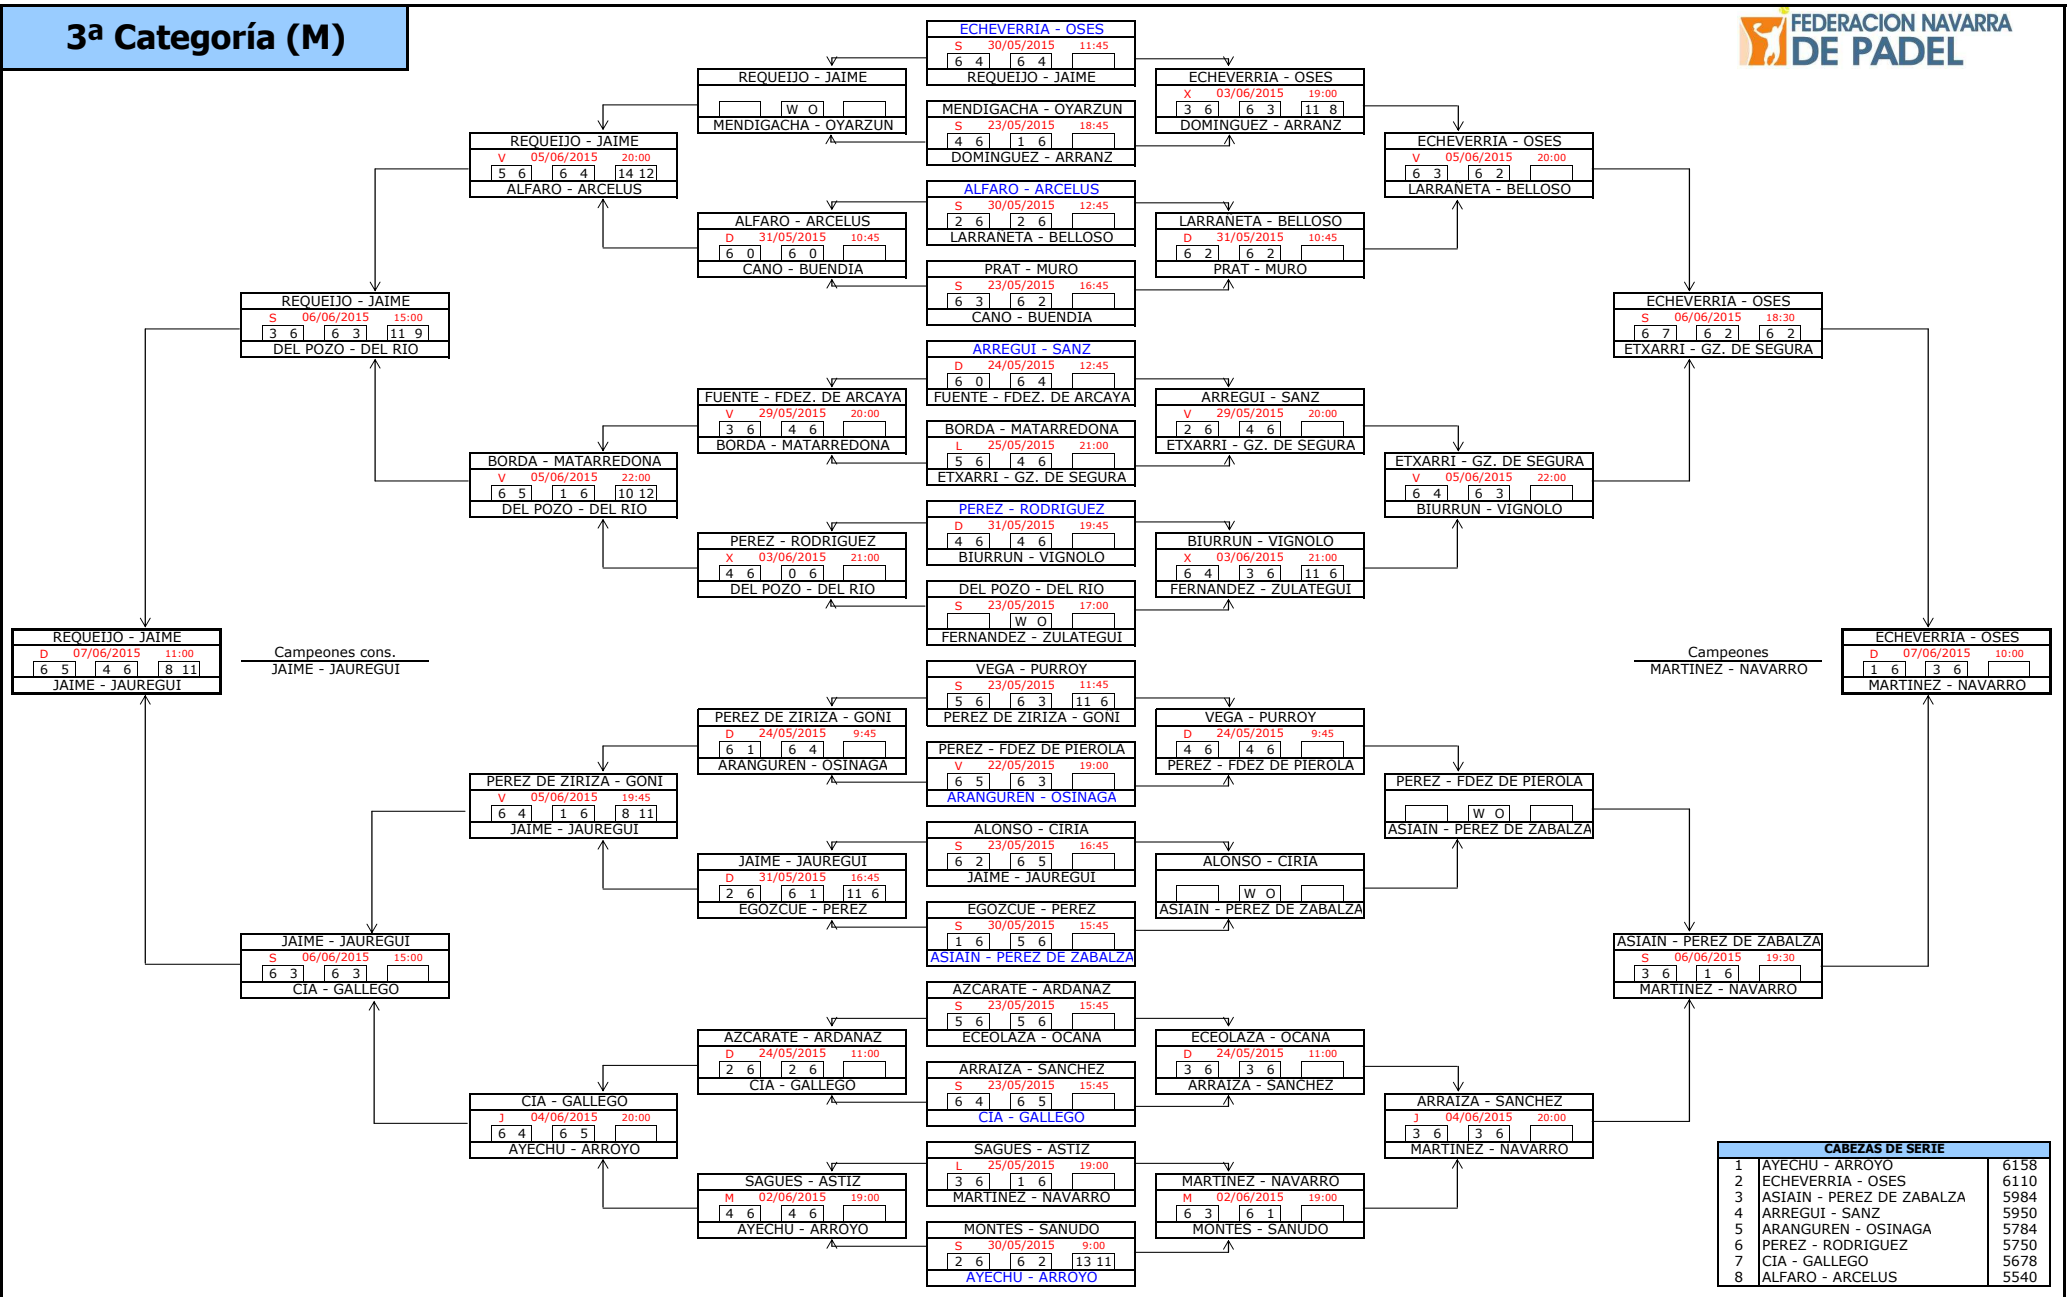 3ª Categoría (M)
FEDERACION NAVARRA
DE PADEL
ECHEVERRIA - OSES
S 30/05/2015 11:45
6 4 6 4
REQUEIJO - JAIME
MENDIGACHA - OYARZUN
S 23/05/2015 18:45
4 6 1 6
DOMINGUEZ - ARRANZ
ALFARO - ARCELUS
S 30/05/2015 12:45
2 6 2 6
LARRAÑETA - BELLOSO
PRAT - MURO
S 23/05/2015 16:45
6 3 6 2
CANO - BUENDIA
ARREGUI - SANZ
D 24/05/2015 12:45
6 0 6 4
FUENTE - FDEZ. DE ARCAYA
BORDA - MATARREDONA
L 25/05/2015 21:00
5 6 4 6
ETXARRI - GZ. DE SEGURA
PEREZ - RODRIGUEZ
D 31/05/2015 19:45
4 6 4 6
BIURRUN - VIGNOLO
DEL POZO - DEL RIO
S 23/05/2015 17:00
W O
FERNANDEZ - ZULATEGUI
VEGA - PURROY
S 23/05/2015 11:45
5 6 6 3 11 6
PEREZ DE ZIRIZA - GOÑI
PEREZ - FDEZ DE PIEROLA
V 22/05/2015 19:00
6 5 6 3
ARANGUREN - OSINAGA
ALONSO - CIRIA
S 23/05/2015 16:45
6 2 6 5
JAIME - JAUREGUI
EGOZCUE - PEREZ
S 30/05/2015 15:45
1 6 5 6
ASIAIN - PEREZ DE ZABALZA
AZCARATE - ARDANAZ
S 23/05/2015 15:45
5 6 5 6
ECEOLAZA - OCAÑA
ARRAIZA - SANCHEZ
S 23/05/2015 15:45
6 4 6 5
CIA - GALLEGO
SAGUES - ASTIZ
L 25/05/2015 19:00
3 6 1 6
MARTINEZ - NAVARRO
MONTES - SAÑUDO
S 30/05/2015 9:00
2 6 6 2 13 11
AYECHU - ARROYO
REQUEIJO - JAIME
W O
MENDIGACHA - OYARZUN
ALFARO - ARCELUS
D 31/05/2015 10:45
6 0 6 0
CANO - BUENDIA
FUENTE - FDEZ. DE ARCAYA
V 29/05/2015 20:00
3 6 4 6
BORDA - MATARREDONA
PEREZ - RODRIGUEZ
X 03/06/2015 21:00
4 6 0 6
DEL POZO - DEL RIO
PEREZ DE ZIRIZA - GOÑI
D 24/05/2015 9:45
6 1 6 4
ARANGUREN - OSINAGA
JAIME - JAUREGUI
D 31/05/2015 16:45
2 6 6 1 11 6
EGOZCUE - PEREZ
AZCARATE - ARDANAZ
D 24/05/2015 11:00
2 6 2 6
CIA - GALLEGO
SAGUES - ASTIZ
M 02/06/2015 19:00
4 6 4 6
AYECHU - ARROYO
REQUEIJO - JAIME
V 05/06/2015 20:00
5 6 6 4 14 12
ALFARO - ARCELUS
BORDA - MATARREDONA
V 05/06/2015 22:00
6 5 1 6 10 12
DEL POZO - DEL RIO
PEREZ DE ZIRIZA - GOÑI
V 05/06/2015 19:45
6 4 1 6 8 11
JAIME - JAUREGUI
CIA - GALLEGO
J 04/06/2015 20:00
6 4 6 5
AYECHU - ARROYO
REQUEIJO - JAIME
S 06/06/2015 15:00
3 6 6 3 11 9
DEL POZO - DEL RIO
JAIME - JAUREGUI
S 06/06/2015 15:00
6 3 6 3
CIA - GALLEGO
REQUEIJO - JAIME
D 07/06/2015 11:00
6 5 4 6 8 11
JAIME - JAUREGUI
Campeones cons.
JAIME - JAUREGUI
ECHEVERRIA - OSES
X 03/06/2015 19:00
3 6 6 3 11 8
DOMINGUEZ - ARRANZ
LARRAÑETA - BELLOSO
D 31/05/2015 10:45
6 2 6 2
PRAT - MURO
ARREGUI - SANZ
V 29/05/2015 20:00
2 6 4 6
ETXARRI - GZ. DE SEGURA
BIURRUN - VIGNOLO
X 03/06/2015 21:00
6 4 3 6 11 6
FERNANDEZ - ZULATEGUI
VEGA - PURROY
D 24/05/2015 9:45
4 6 4 6
PEREZ - FDEZ DE PIEROLA
ALONSO - CIRIA
W O
ASIAIN - PEREZ DE ZABALZA
ECEOLAZA - OCAÑA
D 24/05/2015 11:00
3 6 3 6
ARRAIZA - SANCHEZ
MARTINEZ - NAVARRO
M 02/06/2015 19:00
6 3 6 1
MONTES - SAÑUDO
ECHEVERRIA - OSES
V 05/06/2015 20:00
6 3 6 2
LARRAÑETA - BELLOSO
ETXARRI - GZ. DE SEGURA
V 05/06/2015 22:00
6 4 6 3
BIURRUN - VIGNOLO
PEREZ - FDEZ DE PIEROLA
W O
ASIAIN - PEREZ DE ZABALZA
ARRAIZA - SANCHEZ
J 04/06/2015 20:00
3 6 3 6
MARTINEZ - NAVARRO
ECHEVERRIA - OSES
S 06/06/2015 18:30
6 7 6 2 6 2
ETXARRI - GZ. DE SEGURA
ASIAIN - PEREZ DE ZABALZA
S 06/06/2015 19:30
3 6 1 6
MARTINEZ - NAVARRO
Campeones
MARTINEZ - NAVARRO
ECHEVERRIA - OSES
D 07/06/2015 10:00
1 6 3 6
MARTINEZ - NAVARRO
CABEZAS DE SERIE
1 AYECHU - ARROYO 6158
2 ECHEVERRIA - OSES 6110
3 ASIAIN - PEREZ DE ZABALZA 5984
4 ARREGUI - SANZ 5950
5 ARANGUREN - OSINAGA 5784
6 PEREZ - RODRIGUEZ 5750
7 CIA - GALLEGO 5678
8 ALFARO - ARCELUS 5540